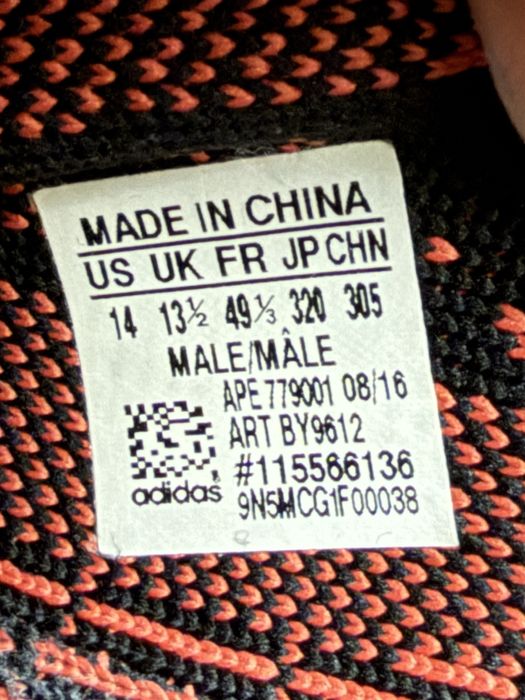 MADE IN CHINA
US UK FR JP CHN
14 13½ 49⅓ 320 305
MALE/MÂLE
APE 779001 08/16
ART BY9612
#115566136
adidas
9N5MCG1F00038